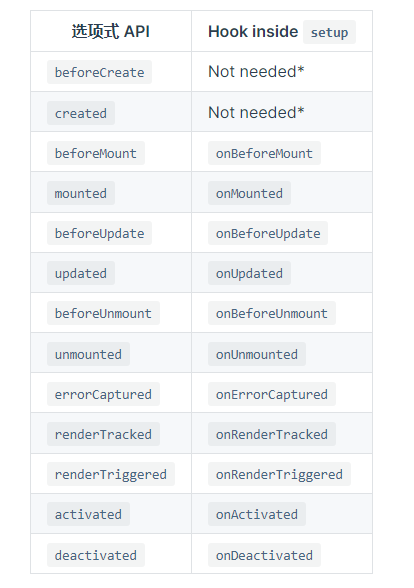 选项式 API Hook inside setup
beforeCreate Not needed*
created Not needed*
beforeMount onBeforeMount
mounted onMounted
beforeUpdate onBeforeUpdate
updated onUpdated
beforeUnmount onBeforeUnmount
unmounted onUnmounted
errorCaptured onErrorCaptured
renderTracked onRenderTracked
renderTriggered onRenderTriggered
activated onActivated
deactivated onDeactivated